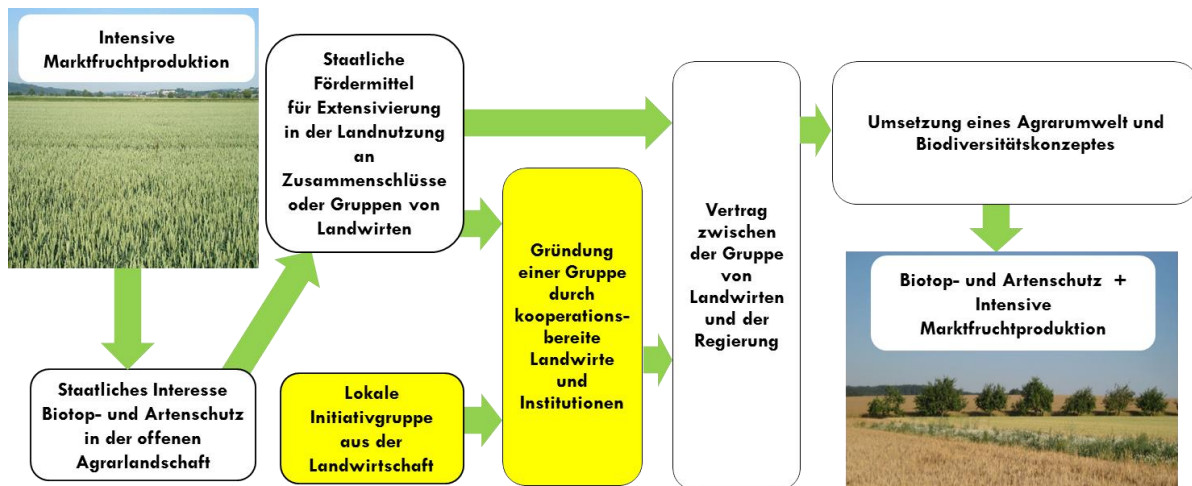 Intensive
Marktfruchtproduktion
Staatliches Interesse
Biotop- und Artenschutz
in der offenen
Agrarlandschaft
Staatliche
Fördermittel
für Extensivierung
in der Landnutzung
an
Zusammenschlüsse
oder Gruppen von
Landwirten
Lokale
Initiativgruppe
aus der
Landwirtschaft
Gründung
einer Gruppe
durch
kooperations-
bereite
Landwirte
und
Institutionen
Vertrag
zwischen
der Gruppe
von
Landwirten
und der
Regierung
Umsetzung eines Agrarumwelt und
Biodiversitätskonzeptes
Biotop- und Artenschutz +
Intensive
Marktfruchtproduktion